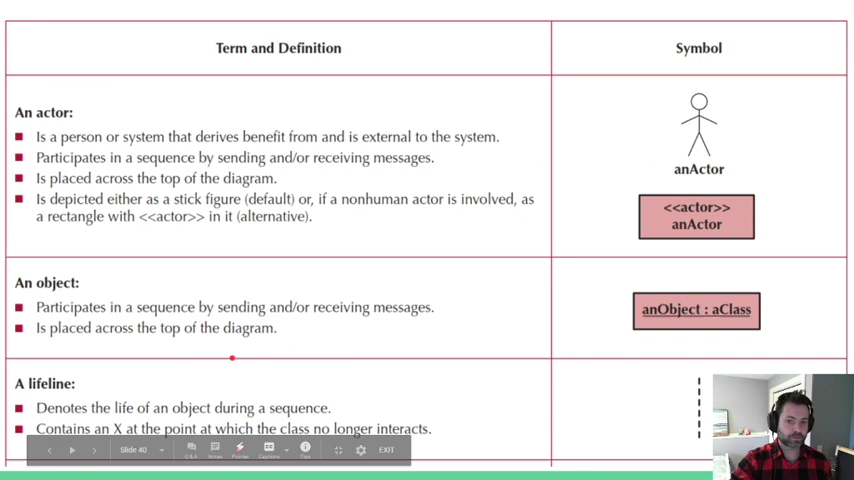 Term and Definition
Symbol
An actor:
Is a person or system that derives benefit from and is external to the system.
Participates in a sequence by sending and/or receiving messages.
Is placed across the top of the diagram.
Is depicted either as a stick figure (default) or, if a nonhuman actor is involved, as
a rectangle with <<actor>> in it (alternative).
anActor
<<actor>>
anActor
An object:
Participates in a sequence by sending and/or receiving messages.
Is placed across the top of the diagram.
anObject : aClass
A lifeline:
Denotes the life of an object during a sequence.
Contains an X at the point at which the class no longer interacts.
Slide 40
Q&A
Notes
Pointer
Captions
Tips
EXIT